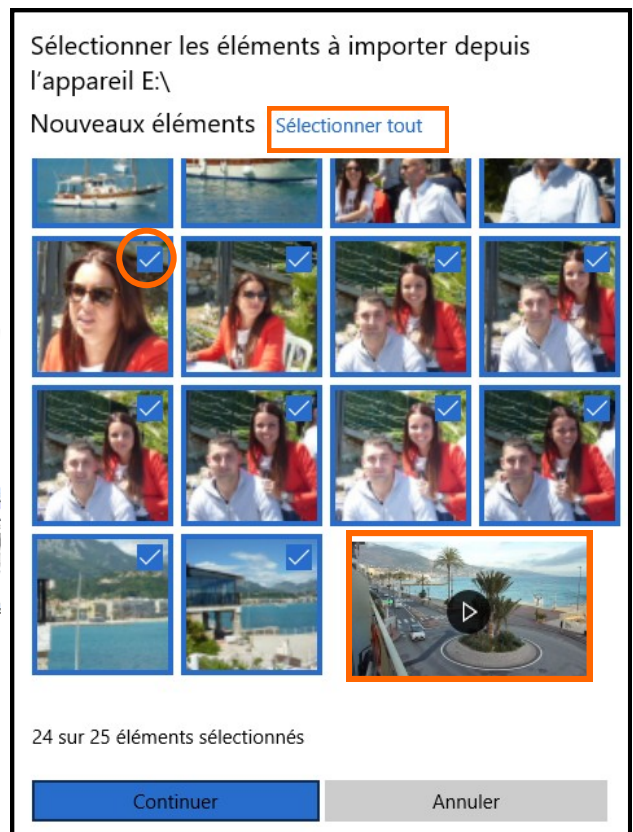 Sélectionner les éléments à importer depuis
l'appareil E:\
Nouveaux éléments Sélectionner tout
24 sur 25 éléments sélectionnés
Continuer Annuler